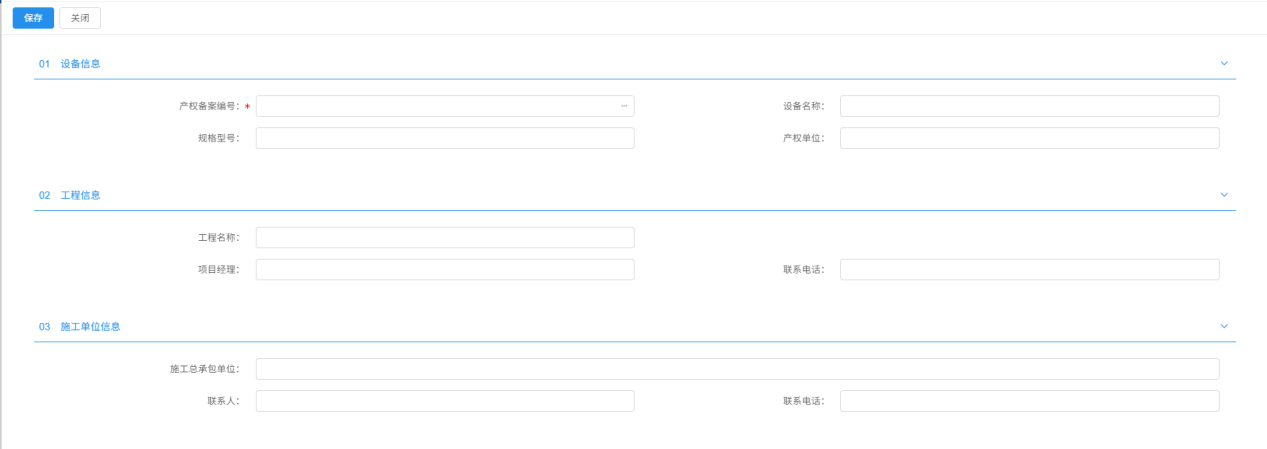 保存 关闭
01 设备信息
产权备案编号：* 设备名称：
规格型号： 产权单位：
02 工程信息
工程名称：
项目经理： 联系电话：
03 施工单位信息
施工总承包单位：
联系人： 联系电话：